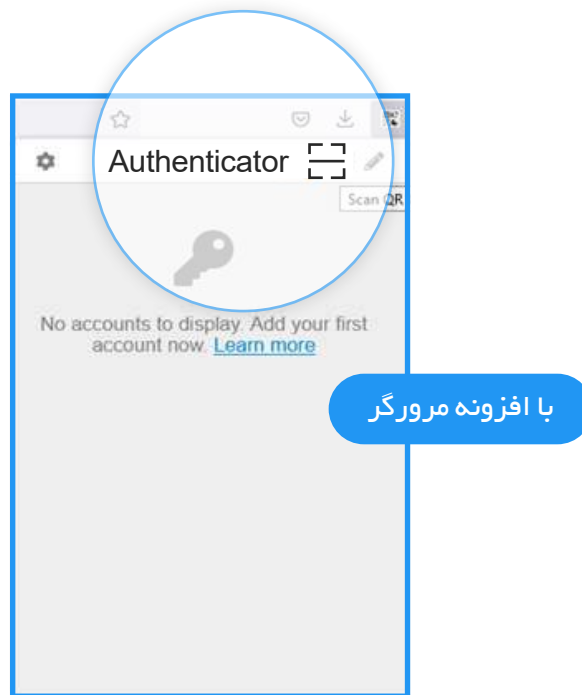 Authenticator
Scan QR
No accounts to display. Add your first
account now. Learn more
با افزونه مرورگر